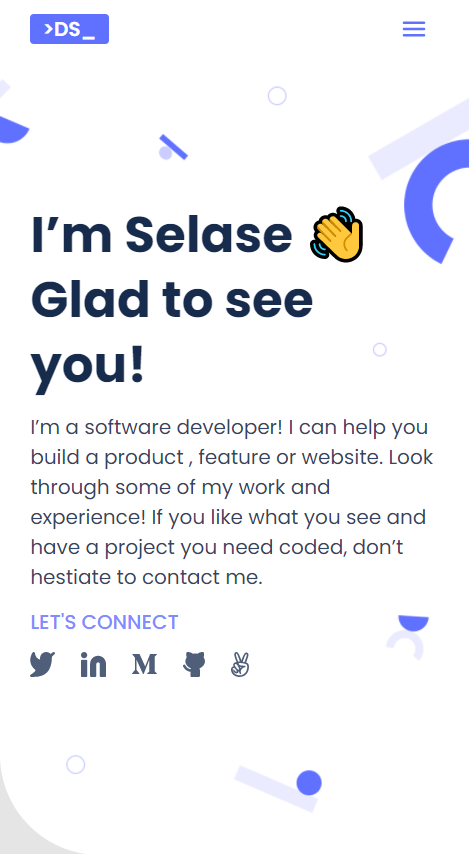 >DS_
I’m Selase 👋
Glad to see
you!
I’m a software developer! I can help you
build a product , feature or website. Look
through some of my work and
experience! If you like what you see and
have a project you need coded, don’t
hestiate to contact me.
LET'S CONNECT